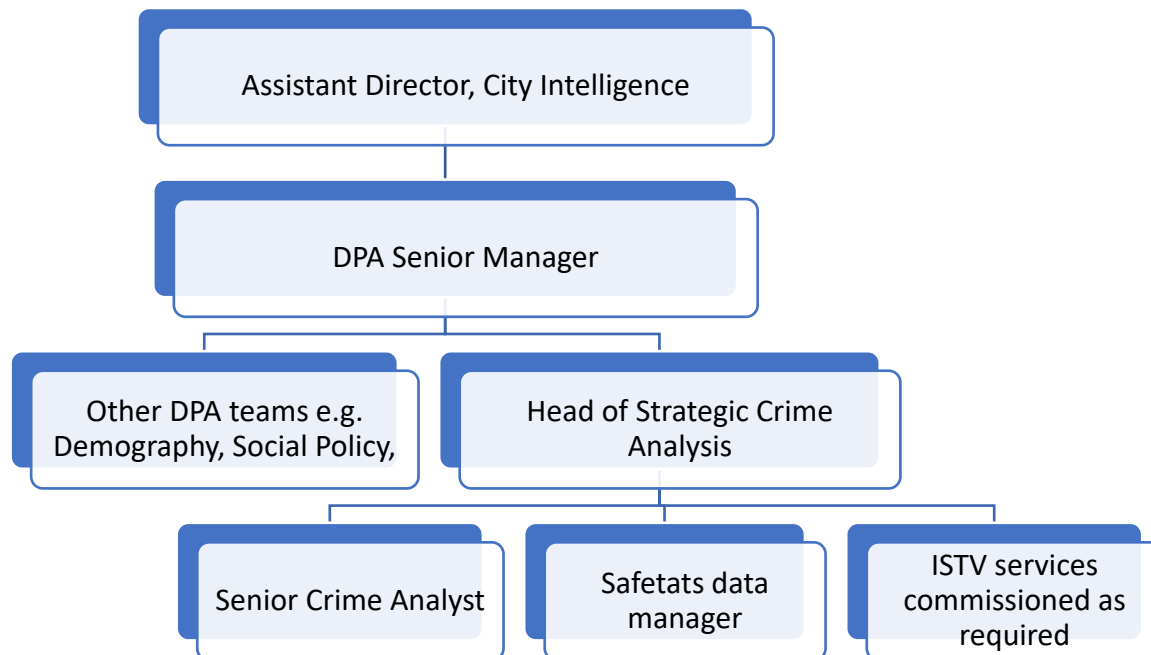 Assistant Director, City Intelligence
DPA Senior Manager
Other DPA teams e.g.
Demography, Social Policy,
Head of Strategic Crime
Analysis
Senior Crime Analyst
Safetats data
manager
ISTV services
commissioned as
required